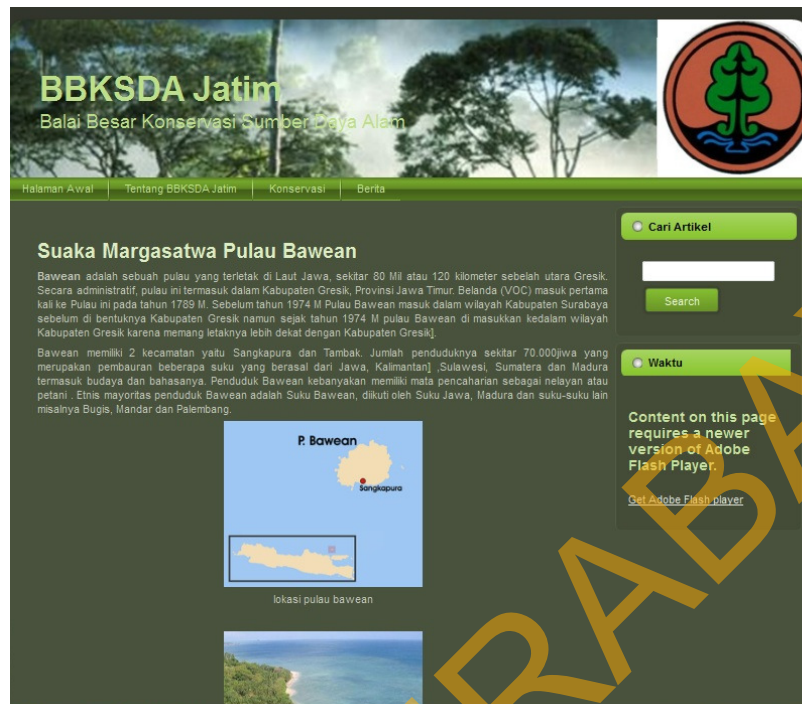 BBKSDA Jatim
Balai Besar Konservasi Sumber Daya Alam
Halaman Awal
Tentang BBKSDA Jatim
Konservasi
Berita
Suaka Margasatwa Pulau Bawean
Bawean adalah sebuah pulau yang terletak di Laut Jawa, sekitar 80 Mil atau 120 kilometer sebelah utara Gresik.
Secara administratif, pulau ini termasuk dalam Kabupaten Gresik, Provinsi Jawa Timur. Belanda (VOC) masuk pertama
kali ke Pulau ini pada tahun 1789 M. Sebelum tahun 1974 M Pulau Bawean masuk dalam wilayah Kabupaten Surabaya
sebelum di bentuknya Kabupaten Gresik namun sejak tahun 1974 M pulau Bawean di masukkan kedalam wilayah
Kabupaten Gresik karena memang letaknya lebih dekat dengan Kabupaten Gresik].
Bawean memiliki 2 kecamatan yaitu Sangkapura dan Tambak. Jumlah penduduknya sekitar 70.000jiwa yang
merupakan pembauran beberapa suku yang berasal dari Jawa, Kalimantan] ,Sulawesi, Sumatera dan Madura
termasuk budaya dan bahasanya. Penduduk Bawean kebanyakan memiliki mata pencaharian sebagai nelayan atau
petani . Etnis mayoritas penduduk Bawean adalah Suku Bawean, diikuti oleh Suku Jawa, Madura dan suku-suku lain
misalnya Bugis, Mandar dan Palembang.
P. Bawean
Sangkapura
lokasi pulau bawean
Cari Artikel
Search
Waktu
Content on this page
requires a newer
version of Adobe
Flash Player.
Get Adobe Flash player
RABA